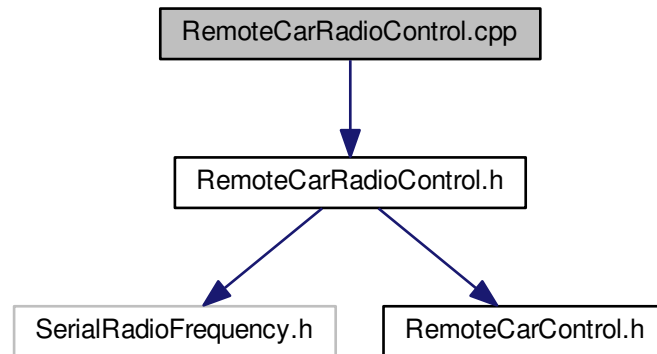 RemoteCarRadioControl.cpp
RemoteCarRadioControl.h
SerialRadioFrequency.h
RemoteCarControl.h